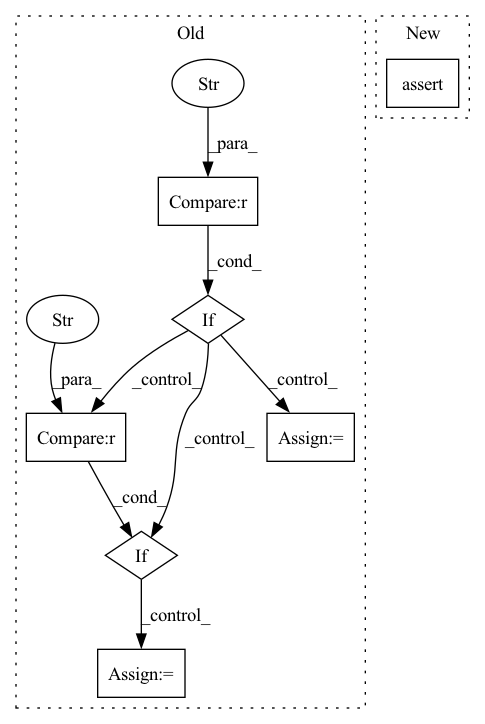 Old
New
Str
assert
_para_
Compare:r
_cond_
Str
If
_para_
_control_
_control_
_control_
Compare:r
Assign:=
_cond_
If
_control_
Assign:=